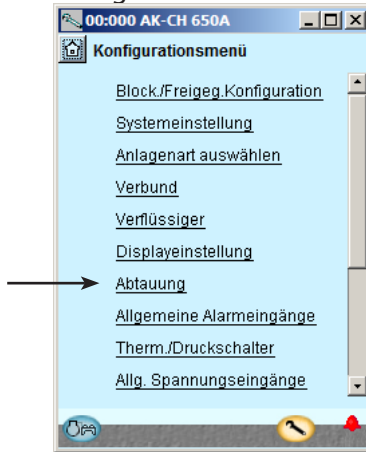 00:000 AK-CH 650A
Konfigurationsmenü
Block./Freigeg.Konfiguration
Systemeinstellung
Anlagenart auswählen
Verbund
Verflüssiger
Displayeinstellung
Abtauung
Allgemeine Alarmeingänge
Therm./Druckschalter
Allg. Spannungseingänge